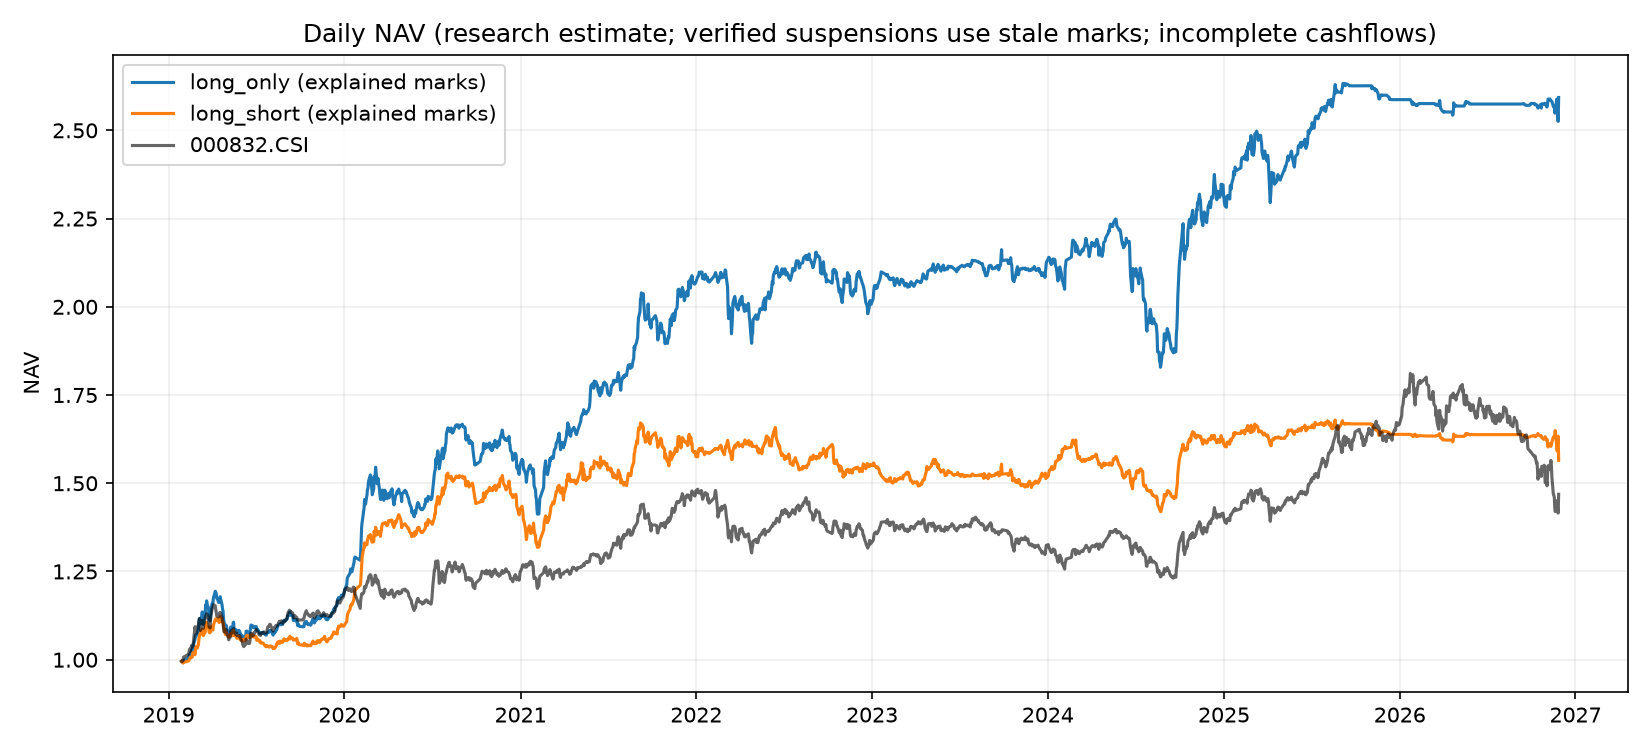 Daily NAV (research estimate; verified suspensions use stale marks; incomplete cashflows)
long_only (explained marks)
long_short (explained marks)
000832.CSI
NAV
2.50
2.25
2.00
1.75
1.50
1.25
1.00
2019 2020 2021 2022 2023 2024 2025 2026 2027